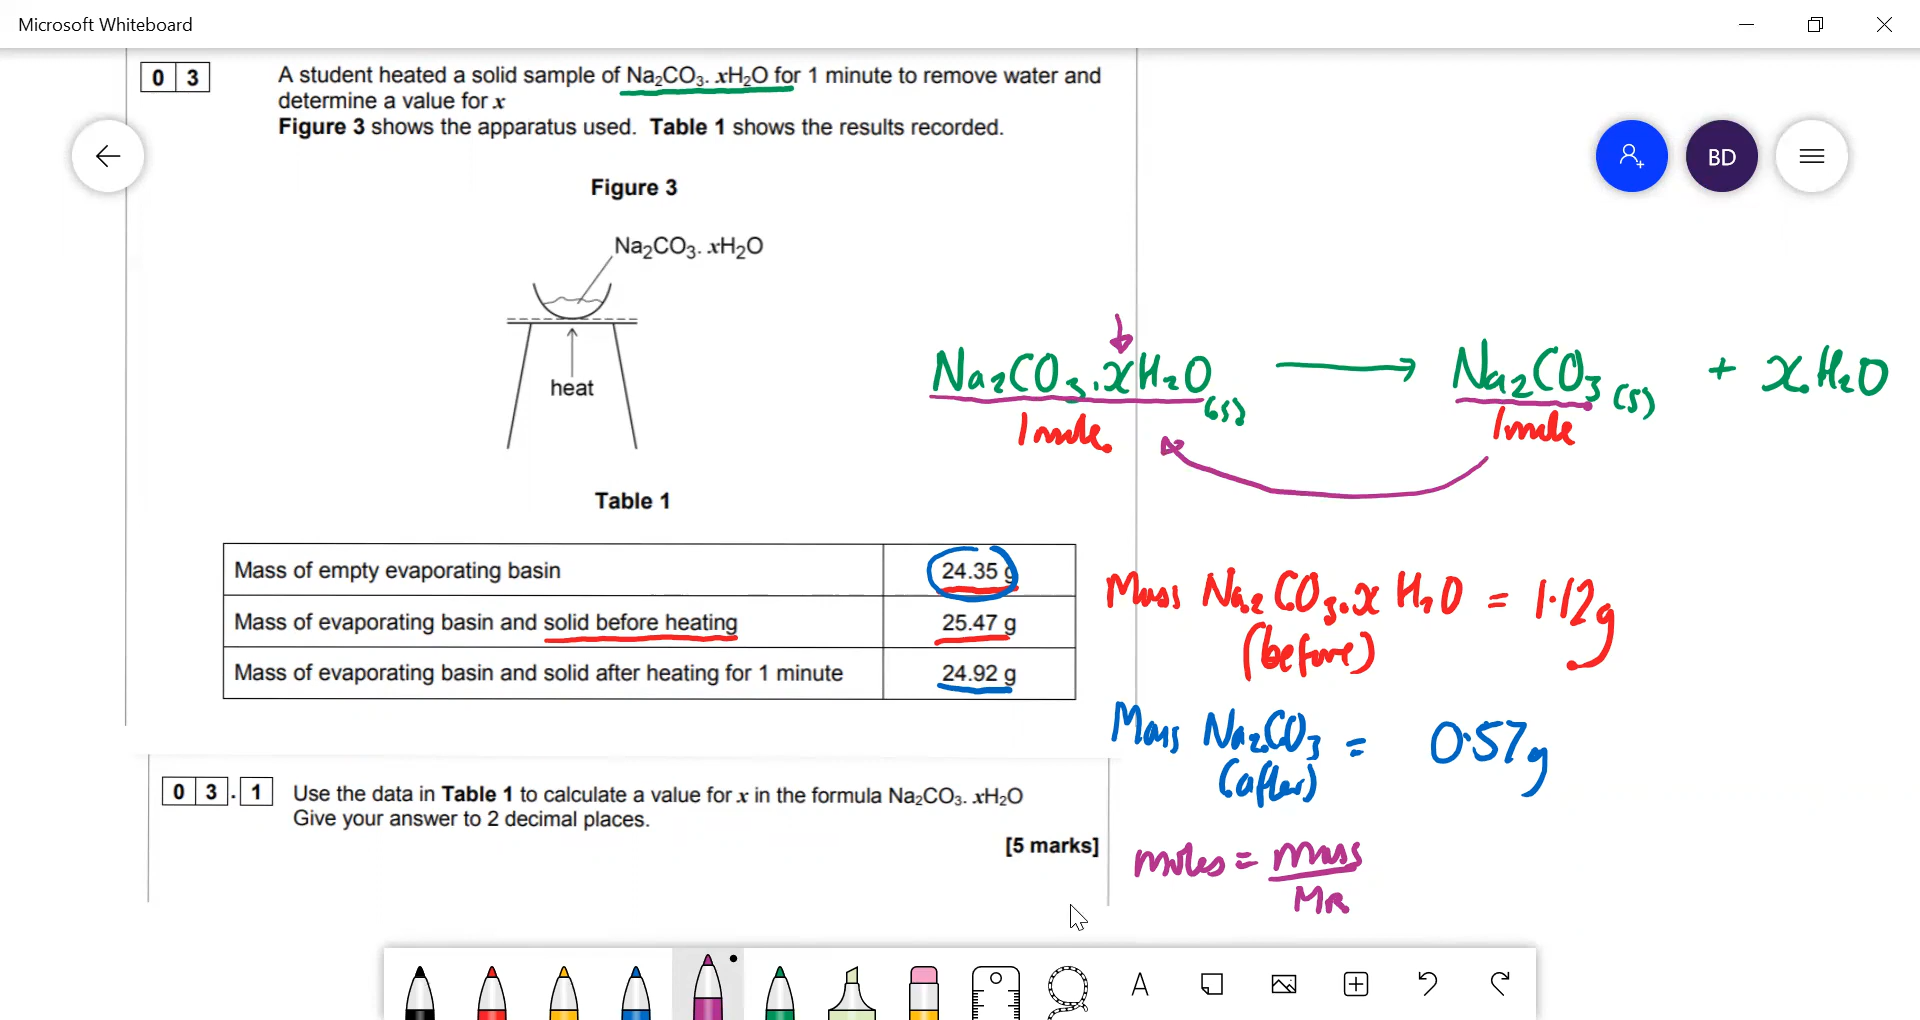 Microsoft Whiteboard
0 3
A student heated a solid sample of Na₂CO₃. xH₂O for 1 minute to remove water and
determine a value for x
Figure 3 shows the apparatus used. Table 1 shows the results recorded.
BD
Figure 3
Na₂CO₃. xH₂O
heat
Na₂CO₃.xH₂O(s) → Na₂CO₃(s) + x.H₂O
1 mole. 1 mole
Table 1
Mass of empty evaporating basin 24.35 g
Mass of evaporating basin and solid before heating 25.47 g
Mass of evaporating basin and solid after heating for 1 minute 24.92 g
Mass Na₂CO₃.x H₂O = 1.12g
(before)
Mass Na₂CO₃ = 0.57g
(after)
0 3 . 1
Use the data in Table 1 to calculate a value for x in the formula Na₂CO₃. xH₂O
Give your answer to 2 decimal places.
[5 marks]
moles = mass
MR
A